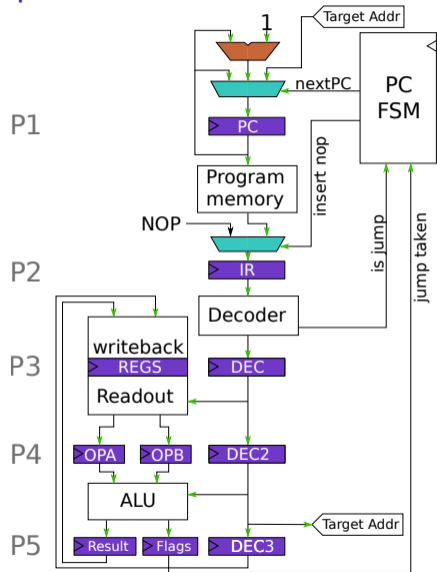 1
Target Addr
nextPC
PC
FSM
P1
PC
Program
memory
insert nop
is jump
jump taken
NOP
P2
IR
Decoder
writeback
P3
REGS
DEC
Readout
P4
OPA
OPB
DEC2
ALU
Target Addr
P5
Result
Flags
DEC3